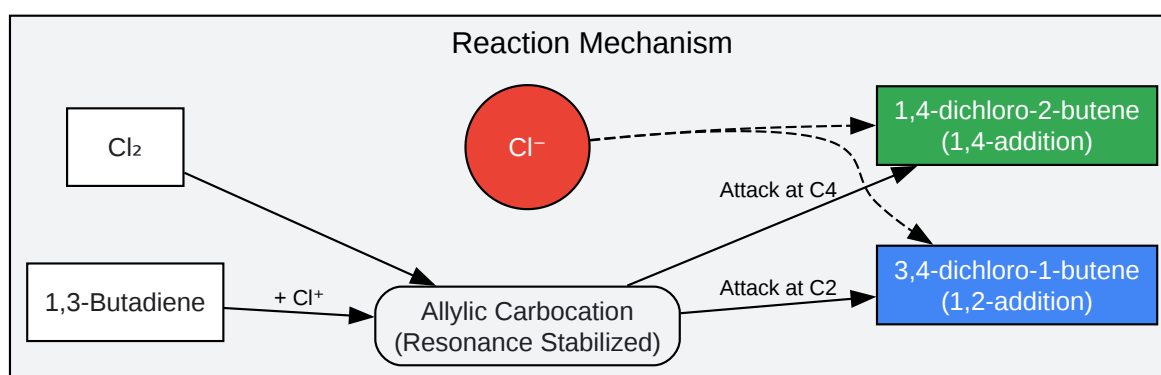 Reaction Mechanism
Cl₂
Cl⁻
1,4-dichloro-2-butene
(1,4-addition)
Attack at C4
1,3-Butadiene
+ Cl⁺
Allylic Carbocation
(Resonance Stabilized)
Attack at C2
3,4-dichloro-1-butene
(1,2-addition)